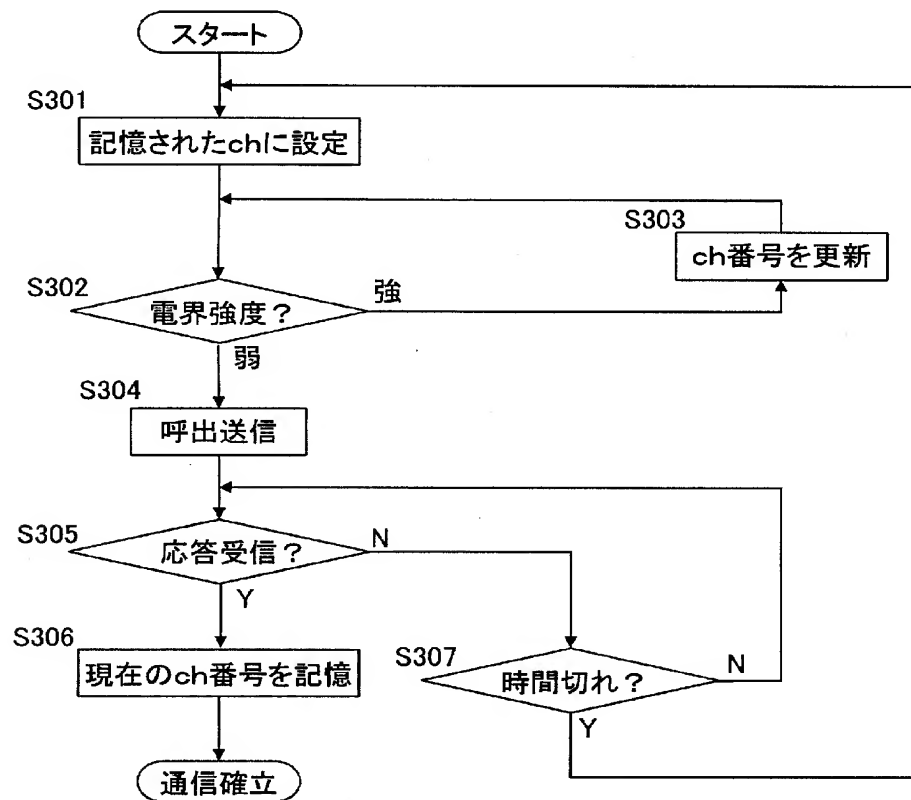 スタート
S301
記憶されたchに設定
S303
ch番号を更新
S302
電界強度？
強
弱
S304
呼出送信
S305
応答受信？
N
Y
S306
現在のch番号を記憶
S307
時間切れ？
N
Y
通信確立